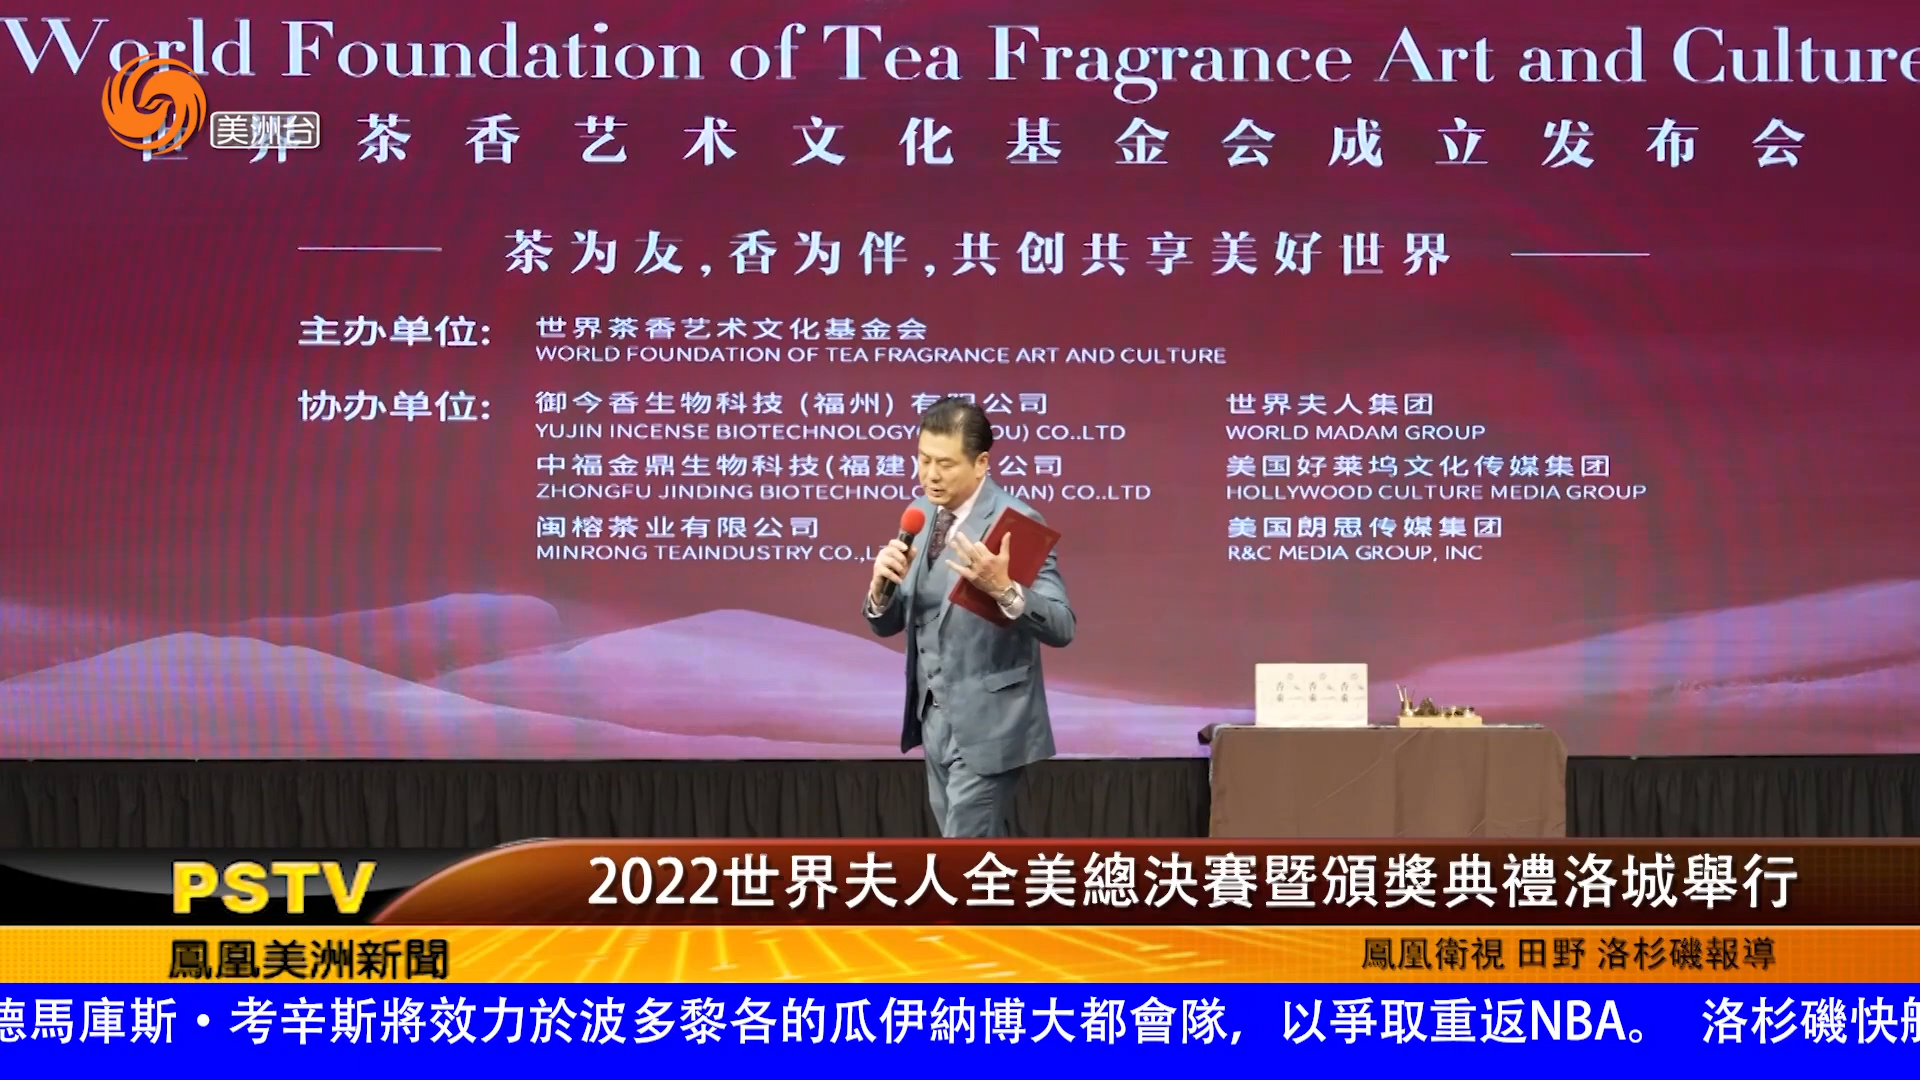 World Foundation of Tea Fragrance Art and Culture
美洲台
世界茶香艺术文化基金会成立发布会
茶为友,香为伴,共创共享美好世界
主办单位: 世界茶香艺术文化基金会
WORLD FOUNDATION OF TEA FRAGRANCE ART AND CULTURE
协办单位: 御今香生物科技(福州)有限公司 世界夫人集团
YUJIN INCENSE BIOTECHNOLOGY( OU) CO..LTD WORLD MADAM GROUP
中福金鼎生物科技(福建) 公司 美国好莱坞文化传媒集团
ZHONGFU JINDING BIOTECHNOLO IAN) CO..LTD HOLLYWOOD CULTURE MEDIA GROUP
闽榕茶业有限公司 美国朗思传媒集团
MINRONG TEAINDUSTRY CO.,L R&C MEDIA GROUP, INC
PSTV
2022世界夫人全美總決賽暨頒獎典禮洛城舉行
鳳凰美洲新聞
鳳凰衛視 田野 洛杉磯報導
德馬庫斯·考辛斯將效力於波多黎各的瓜伊納博大都會隊，以爭取重返NBA。 洛杉磯快船